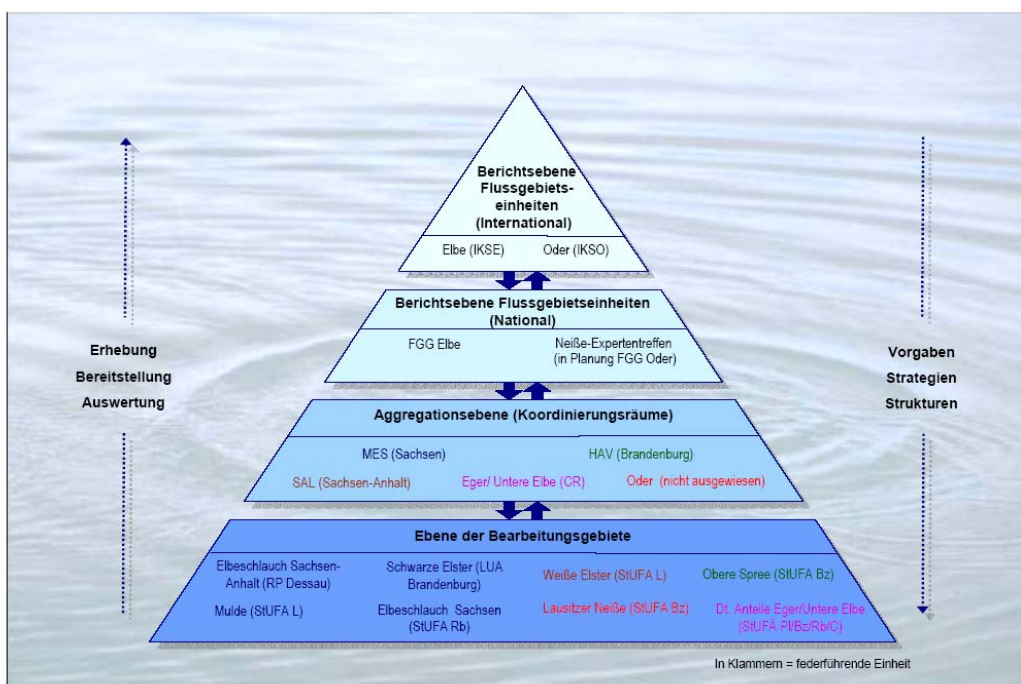 Berichtsebene
Flussgebiets-
einheiten
(International)
Elbe (IKSE)
Oder (IKSO)
Berichtsebene Flussgebietseinheiten
(National)
FGG Elbe
Neiße-Expertentreffen
(in Planung FGG Oder)
Erhebung
Bereitstellung
Auswertung
Vorgaben
Strategien
Strukturen
Aggregationsebene (Koordinierungsräume)
MES (Sachsen)
HAV (Brandenburg)
SAL (Sachsen-Anhalt)
Eger/ Untere Elbe (CR)
Oder (nicht ausgewiesen)
Ebene der Bearbeitungsgebiete
Elbeschlauch Sachsen-
Anhalt (RP Dessau)
Schwarze Elster (LUA
Brandenburg)
Weiße Elster (StUFA L)
Obere Spree (StUFA Bz)
Mulde (StUFA L)
Elbeschlauch Sachsen
(StUFA Rb)
Lausitzer Neiße (StUFA Bz)
Dt. Anteile Eger/Untere Elbe
(StUFÄ Pl/Bz/Rb/C)
In Klammern = federführende Einheit